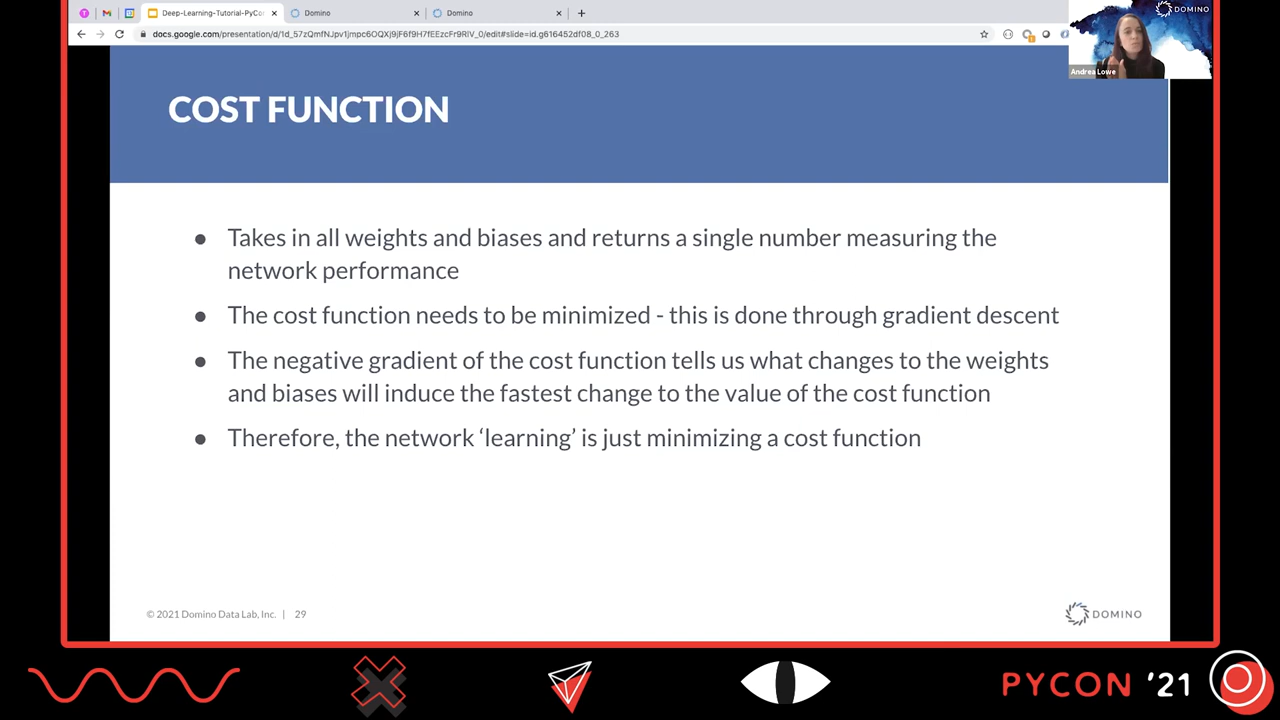 Deep-Learning-Tutorial-PyCo
Domino
Domino
docs.google.com/presentation/d/1d_57zQmfNJpv1jmpc6OQXj9jF6f9H7fEEzcFr9RlV_0/edit#slide=id.g616452df08_0_263
DOMINO
Andrea Lowe
COST FUNCTION
● Takes in all weights and biases and returns a single number measuring the
network performance
● The cost function needs to be minimized - this is done through gradient descent
● The negative gradient of the cost function tells us what changes to the weights
and biases will induce the fastest change to the value of the cost function
● Therefore, the network ‘learning’ is just minimizing a cost function
© 2021 Domino Data Lab, Inc. | 29
DOMINO
PYCON ’21